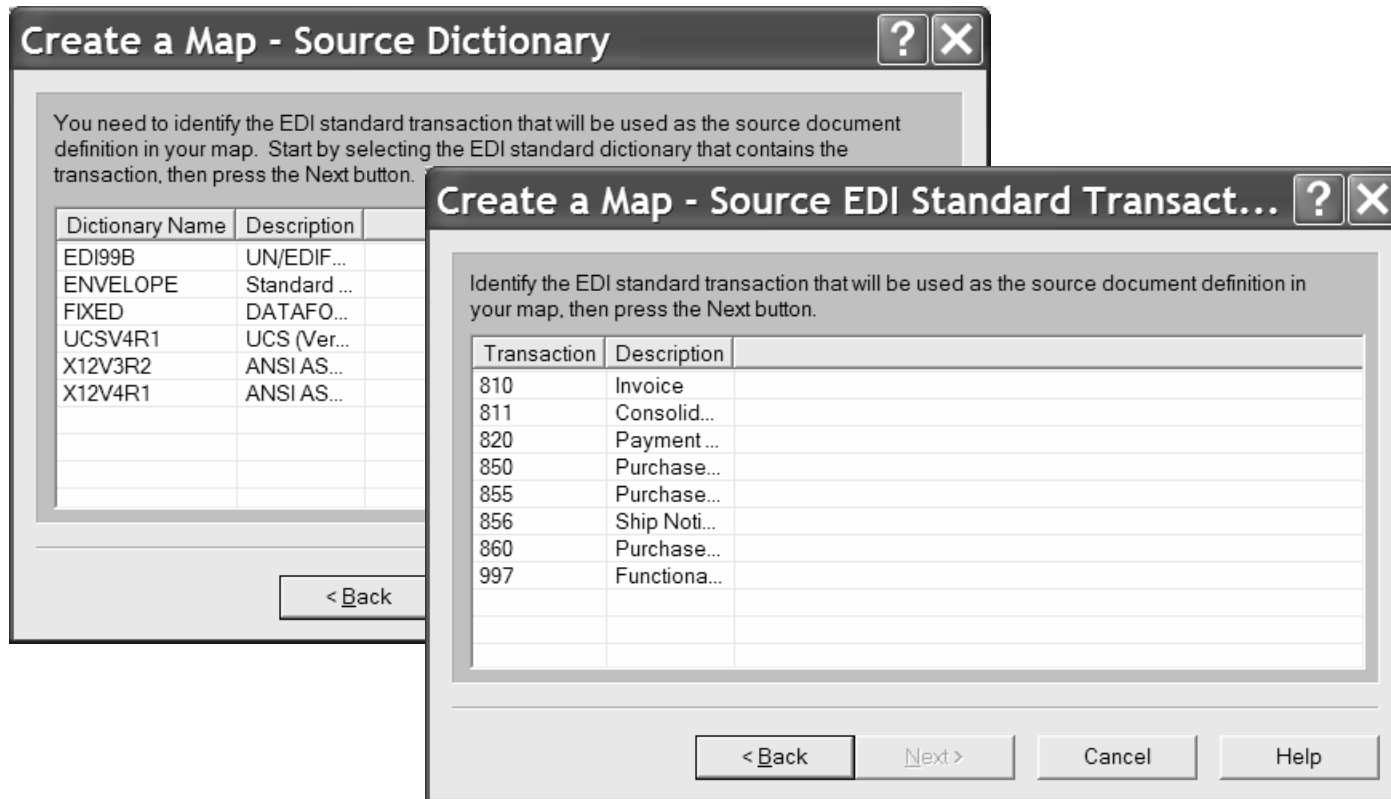 Create a Map - Source Dictionary
You need to identify the EDI standard transaction that will be used as the source document
definition in your map. Start by selecting the EDI standard dictionary that contains the
transaction, then press the Next button.
Dictionary Name Description
EDI99B UN/EDIF...
ENVELOPE Standard ...
FIXED DATAFO...
UCSV4R1 UCS (Ver...
X12V3R2 ANSI AS...
X12V4R1 ANSI AS...
< Back
Create a Map - Source EDI Standard Transact...
Identify the EDI standard transaction that will be used as the source document definition in
your map, then press the Next button.
Transaction Description
810 Invoice
811 Consolid...
820 Payment ...
850 Purchase...
855 Purchase...
856 Ship Noti...
860 Purchase...
997 Functiona...
< Back Next > Cancel Help